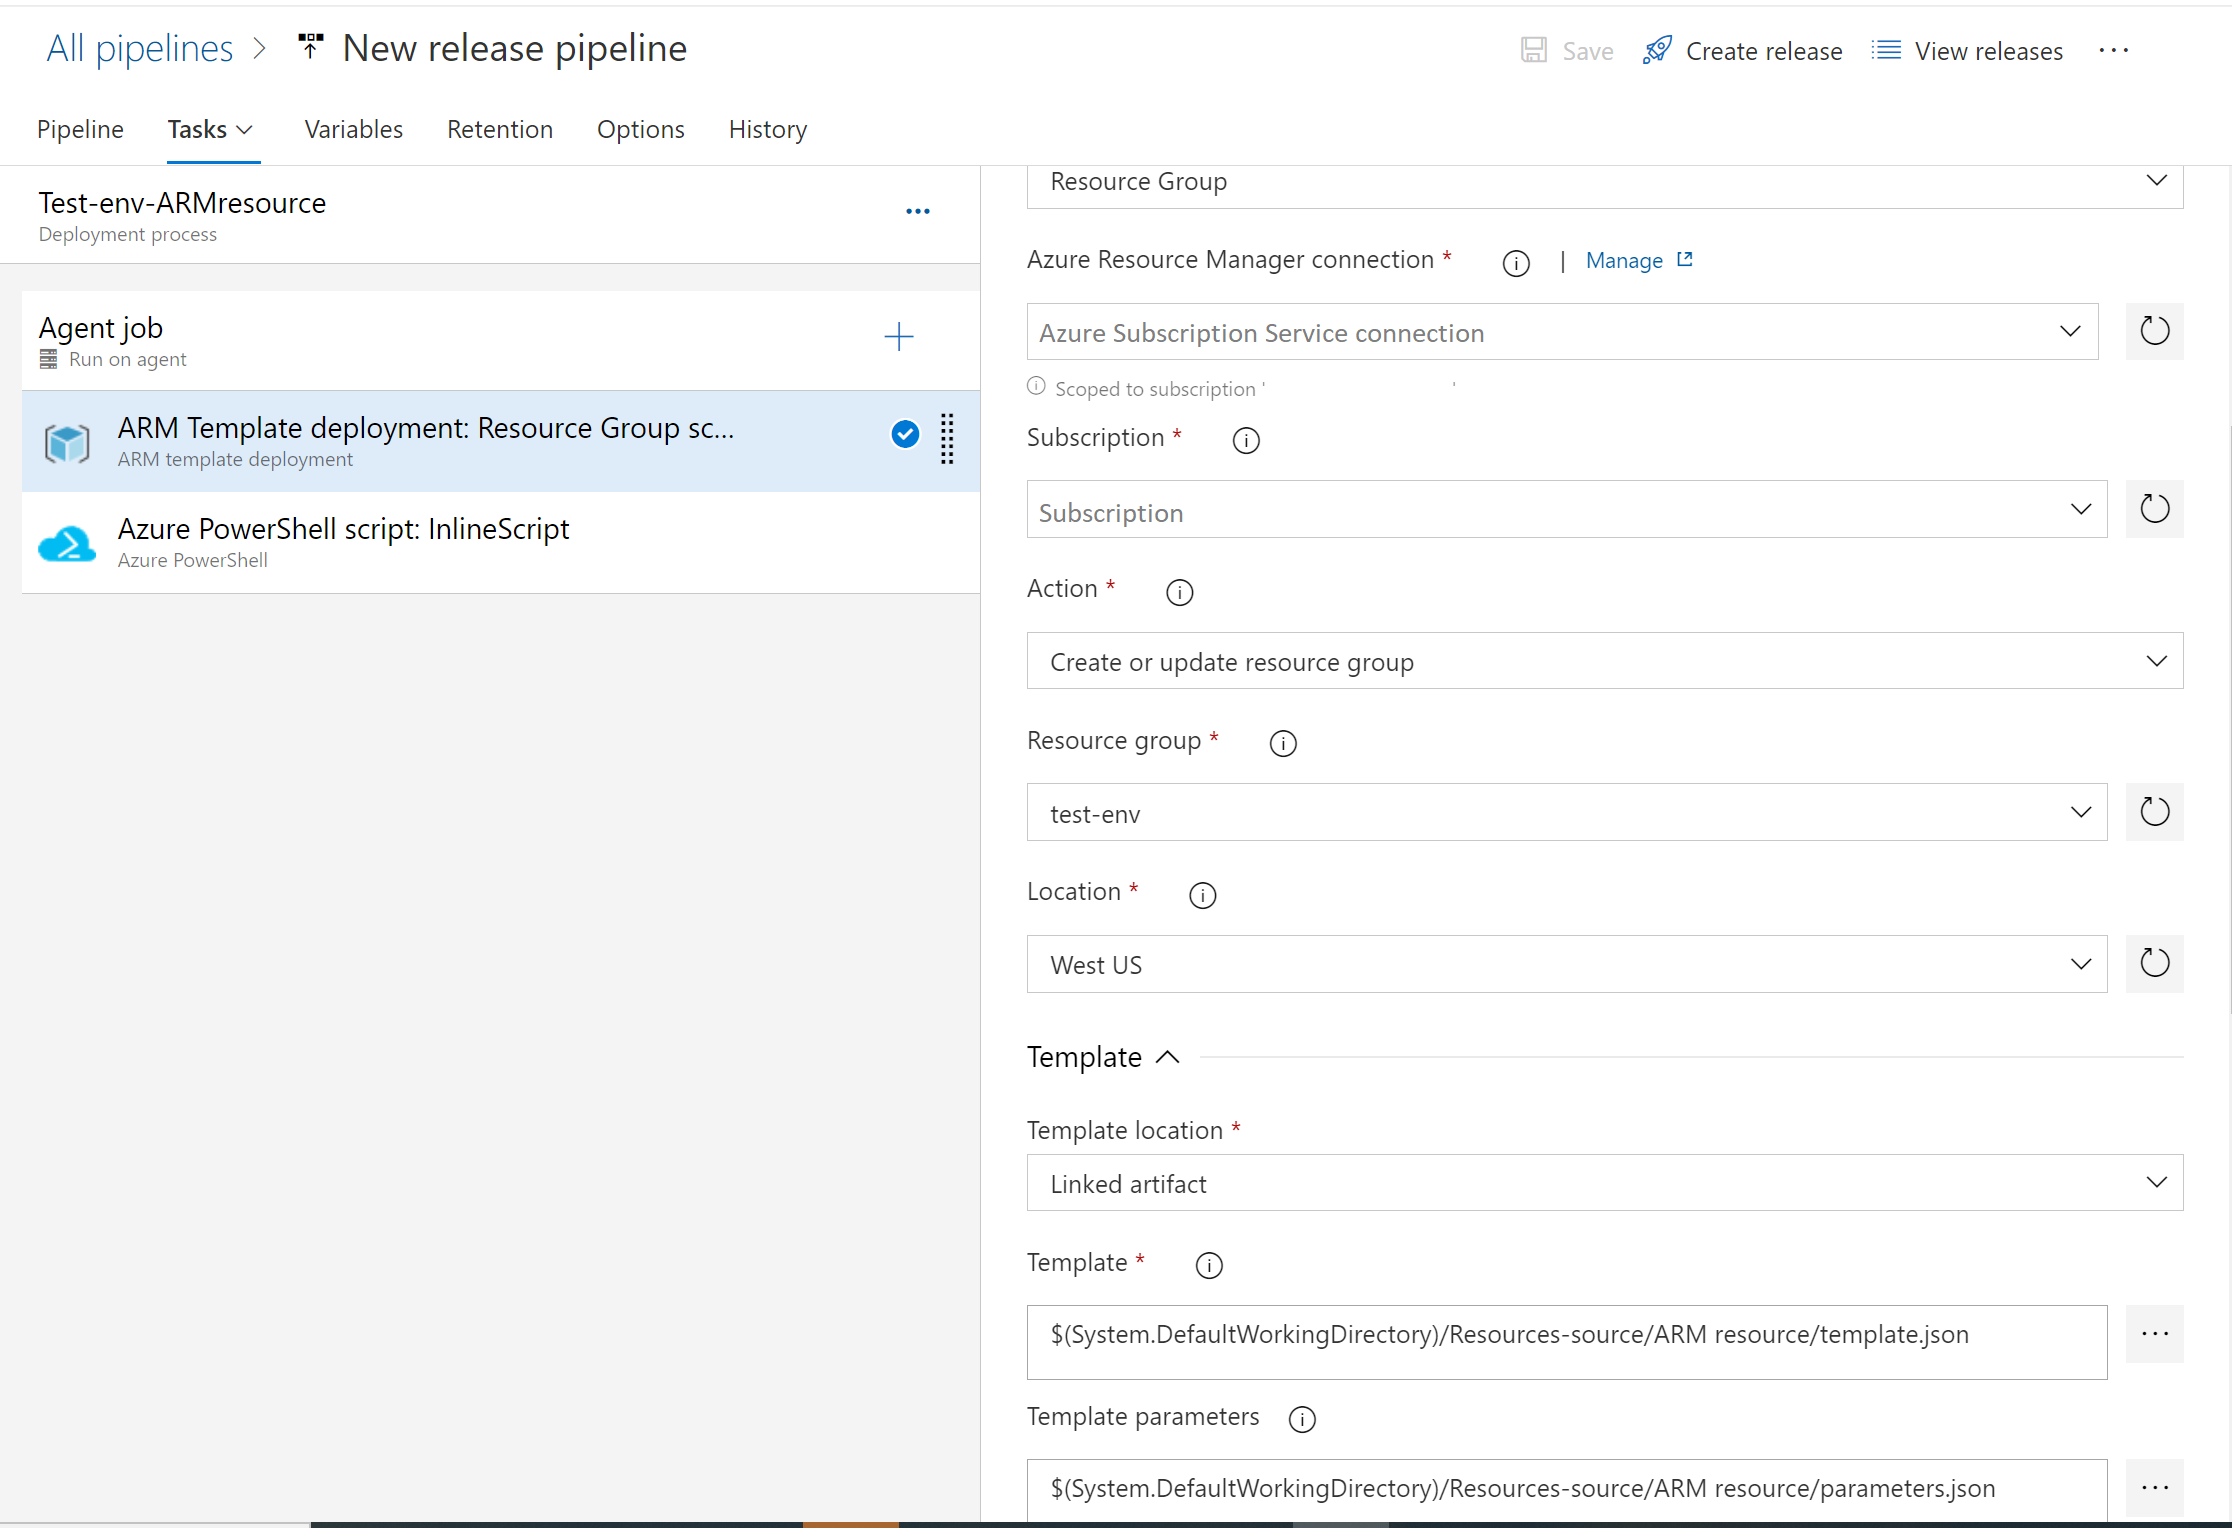 All pipelines
New release pipeline
Save
Create release
View releases
Pipeline
Tasks
Variables
Retention
Options
History
Test-env-ARMresource
Deployment process
Agent job
Run on agent
ARM Template deployment: Resource Group sc...
ARM template deployment
Azure PowerShell script: InlineScript
Azure PowerShell
Resource Group
Azure Resource Manager connection *
| Manage
Azure Subscription Service connection
Scoped to subscription ' '
Subscription *
Subscription
Action *
Create or update resource group
Resource group *
test-env
Location *
West US
Template
Template location *
Linked artifact
Template *
$(System.DefaultWorkingDirectory)/Resources-source/ARM resource/template.json
Template parameters
$(System.DefaultWorkingDirectory)/Resources-source/ARM resource/parameters.json